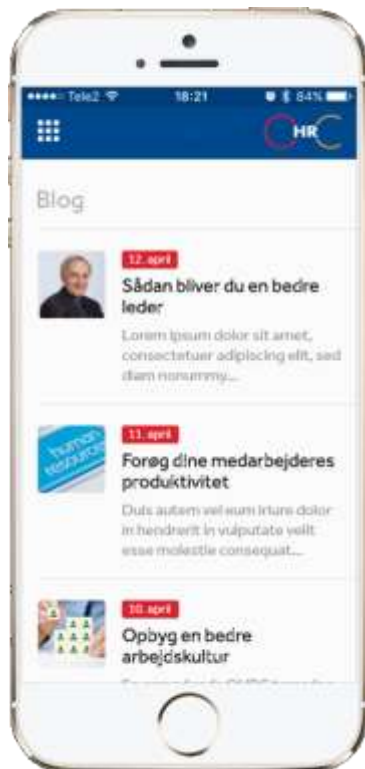 Tele2 18:21 84%
HR
Blog
12. april
Sådan bliver du en bedre
leder
Lorem ipsum dolor sit amet,
consectetuer adipiscing elit, sed
diam nonummy...
human
resources
11. april
Forøg dine medarbejderes
produktivitet
Duis autem vel eum iriure dolor
in hendrerit in vulputate velit
esse molestie consequat...
10. april
Opbyg en bedre
arbejdskultur